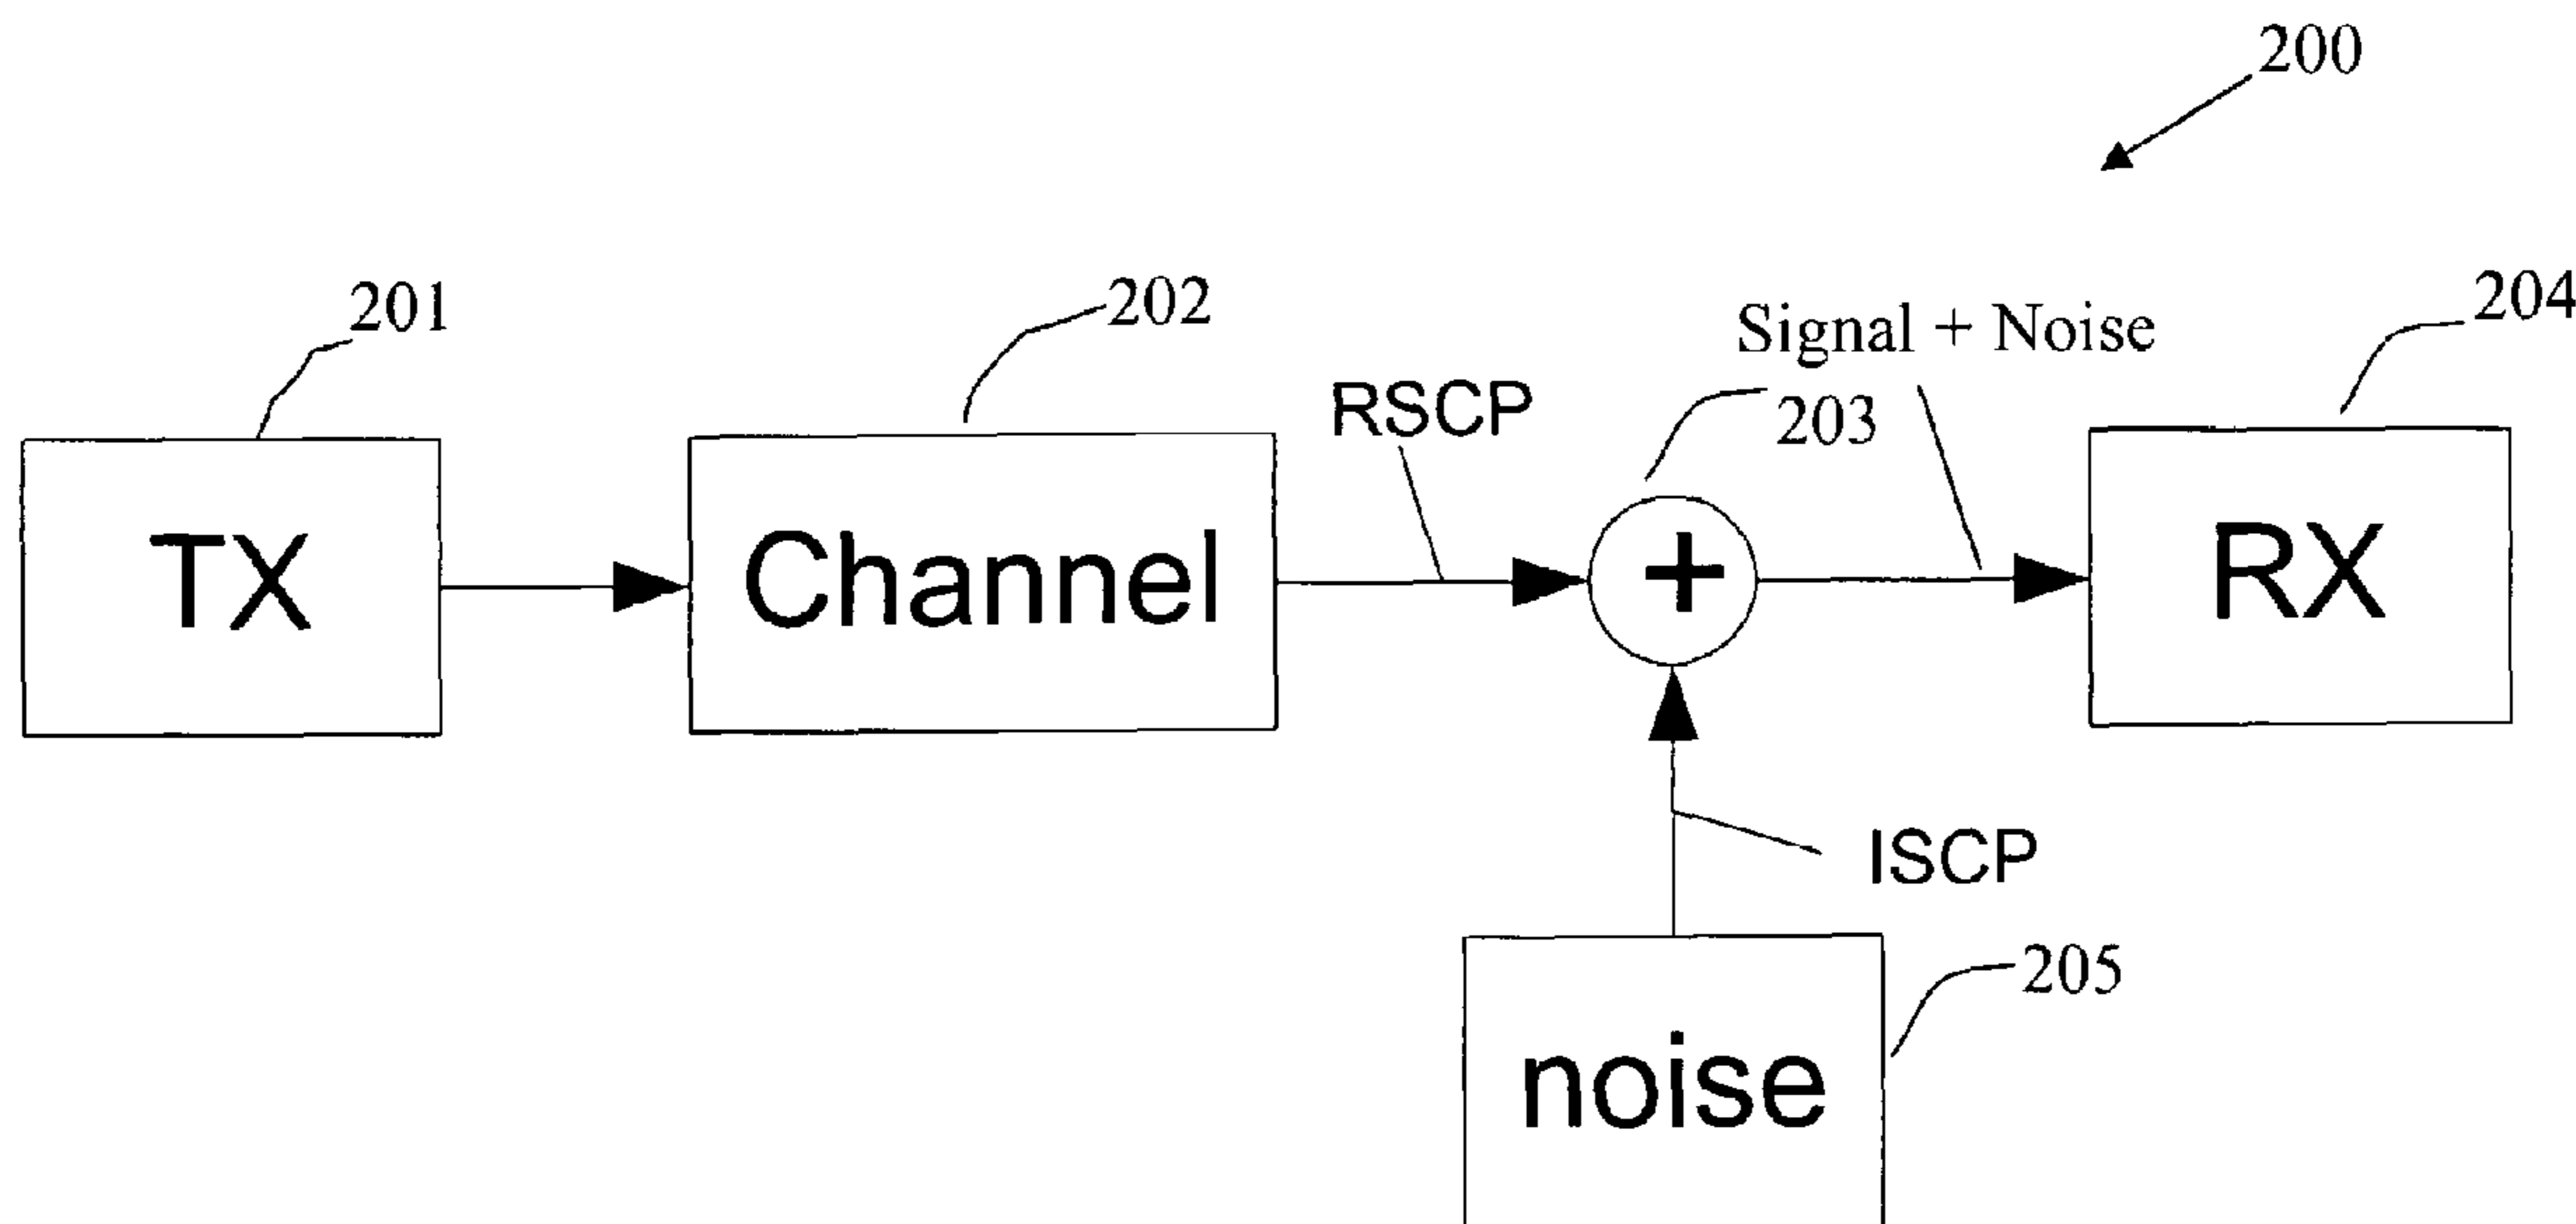 200
201
202
Signal + Noise
204
RSCP
203
TX
Channel
+
RX
ISCP
205
noise